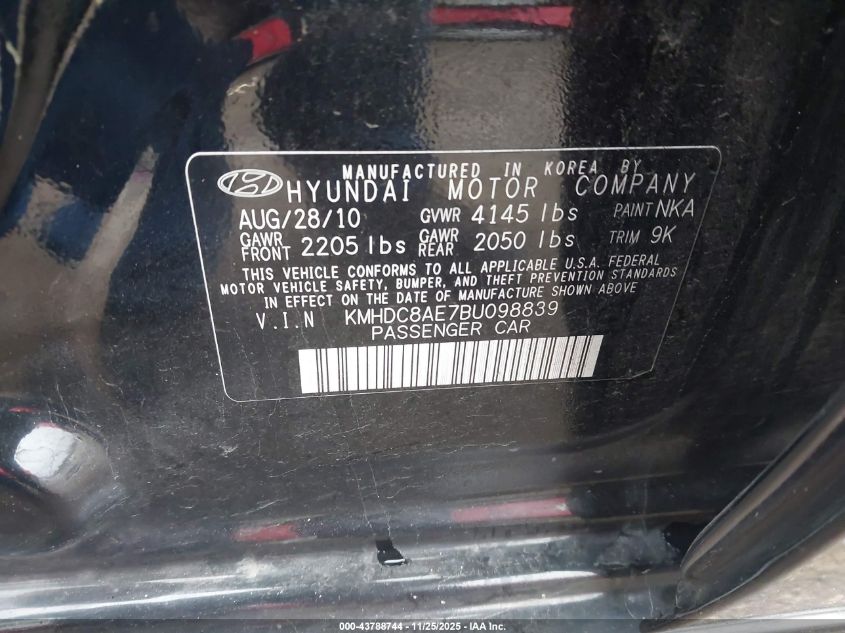 MANUFACTURED IN KOREA BY
HYUNDAI MOTOR COMPANY
AUG/28/10 GVWR 4145 lbs PAINT NKA
GAWR FRONT 2205 lbs GAWR REAR 2050 lbs TRIM 9K
THIS VEHICLE CONFORMS TO ALL APPLICABLE U.S.A. FEDERAL
MOTOR VEHICLE SAFETY, BUMPER, AND THEFT PREVENTION STANDARDS
IN EFFECT ON THE DATE OF MANUFACTURE SHOWN ABOVE
V.I.N KMHDC8AE7BU098839
PASSENGER CAR
000-43788744 - 11/25/2025 - IAA Inc.